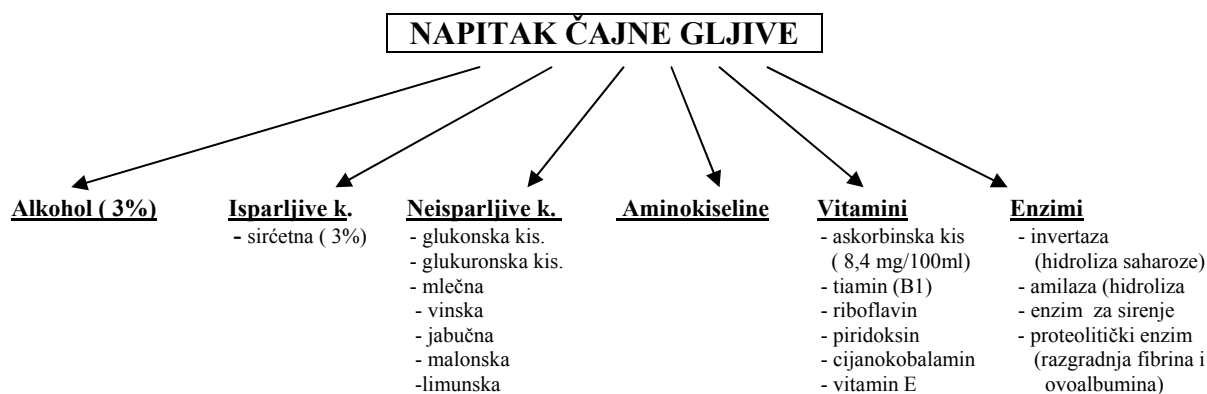 NAPITAK ČAJNE GLJIVE
Alkohol ( 3%)
Isparljive k.
- sirćetna ( 3%)
Neisparljive k.
- glukonska kis.
- glukuronska kis.
- mlečna
- vinska
- jabučna
- malonska
-limunska
Aminokiseline
Vitamini
- askorbinska kis
( 8,4 mg/100ml)
- tiamin (B1)
- riboflavin
- piridoksin
- cijanokobalamin
- vitamin E
Enzimi
- invertaza
(hidroliza saharoze)
- amilaza (hidroliza
- enzim za sirenje
- proteolitički enzim
(razgradnja fibrina i
ovoalbumina)